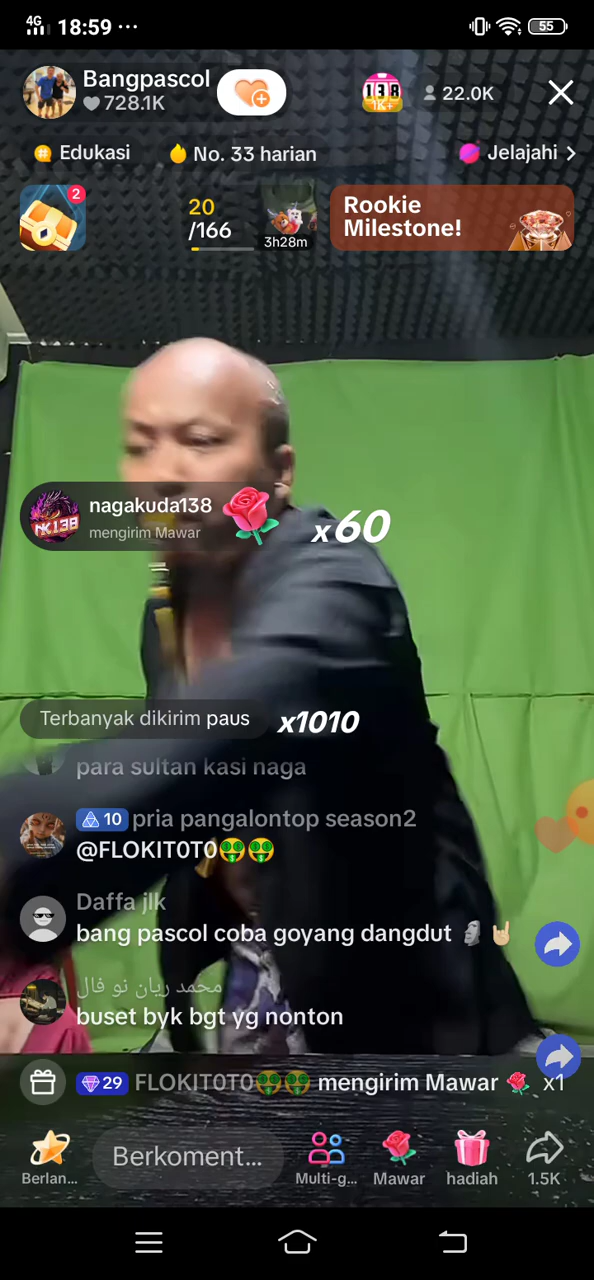 4G 18:59 ... 55
Bangpascol
728.1K
138
1K+
22.0K
Edukasi
No. 33 harian
Jelajahi >
2
20
/166
3h28m
Rookie
Milestone!
nagakuda138
mengirim Mawar
NK138
x60
Terbanyak dikirim paus x1010
para sultan kasi naga
10 pria pangalontop season2
@FLOKIT0T0🤑🤑
Daffa jlk
bang pascol coba goyang dangdut 🗿🤘🏼
محمد ريان نو فال
buset byk bgt yg nonton
29 FLOKIT0T0🤑🤑 mengirim Mawar 🌹 x1
Berkoment...
Berlan...
Multi-g...
Mawar
hadiah
1.5K